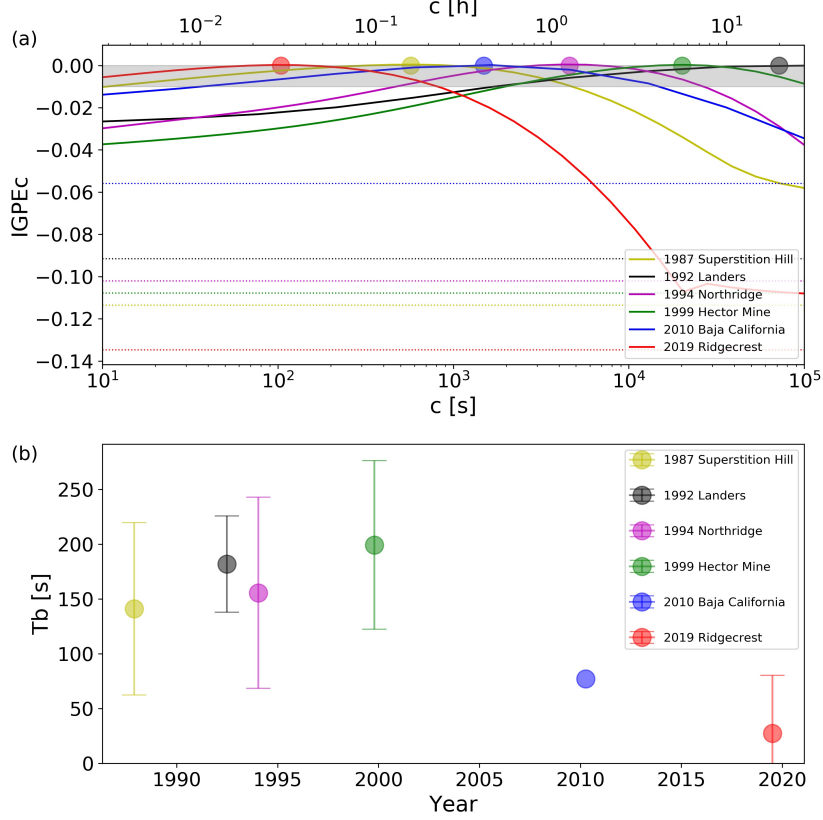 c [h]
10⁻² 10⁻¹ 10⁰ 10¹
(a)
0.00
−0.02
−0.04
−0.06
−0.08
−0.10
−0.12
−0.14
IGPEc
1987 Superstition Hill
1992 Landers
1994 Northridge
1999 Hector Mine
2010 Baja California
2019 Ridgecrest
10¹ 10² 10³ 10⁴ 10⁵
c [s]
(b)
250
200
150
100
50
0
Tb [s]
1987 Superstition Hill
1992 Landers
1994 Northridge
1999 Hector Mine
2010 Baja California
2019 Ridgecrest
1990 1995 2000 2005 2010 2015 2020
Year